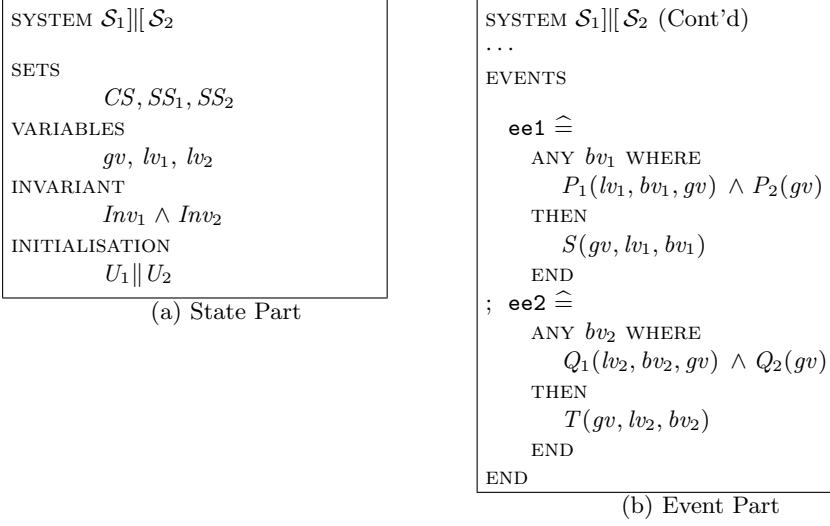 SYSTEM S₁]|[ S₂
SETS
CS, SS₁, SS₂
VARIABLES
gv, lv₁, lv₂
INVARIANT
Inv₁ ∧ Inv₂
INITIALISATION
U₁‖U₂
(a) State Part
SYSTEM S₁]|[ S₂ (Cont'd)
...
EVENTS
ee1 ≙
ANY bv₁ WHERE
P₁(lv₁, bv₁, gv) ∧ P₂(gv)
THEN
S(gv, lv₁, bv₁)
END
; ee2 ≙
ANY bv₂ WHERE
Q₁(lv₂, bv₂, gv) ∧ Q₂(gv)
THEN
T(gv, lv₂, bv₂)
END
END
(b) Event Part